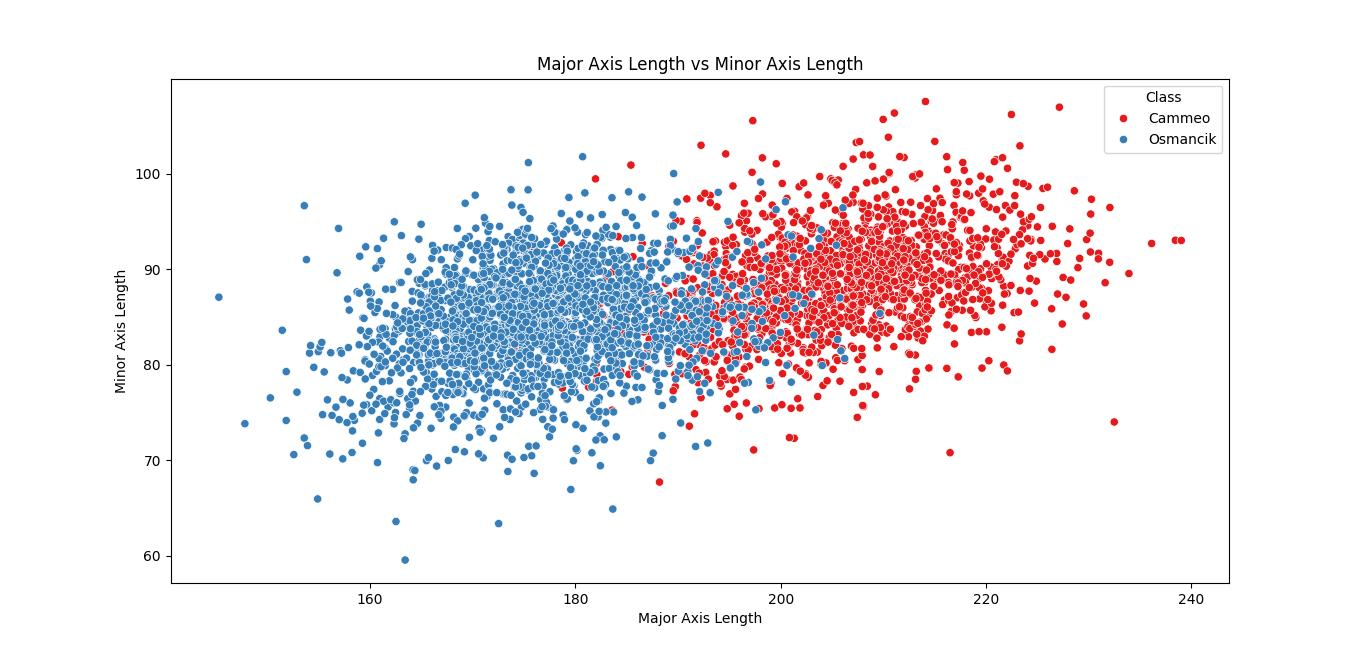 Major Axis Length vs Minor Axis Length
Class
Cammeo
Osmancik
100
90
80
70
60
Minor Axis Length
160
180
200
220
240
Major Axis Length